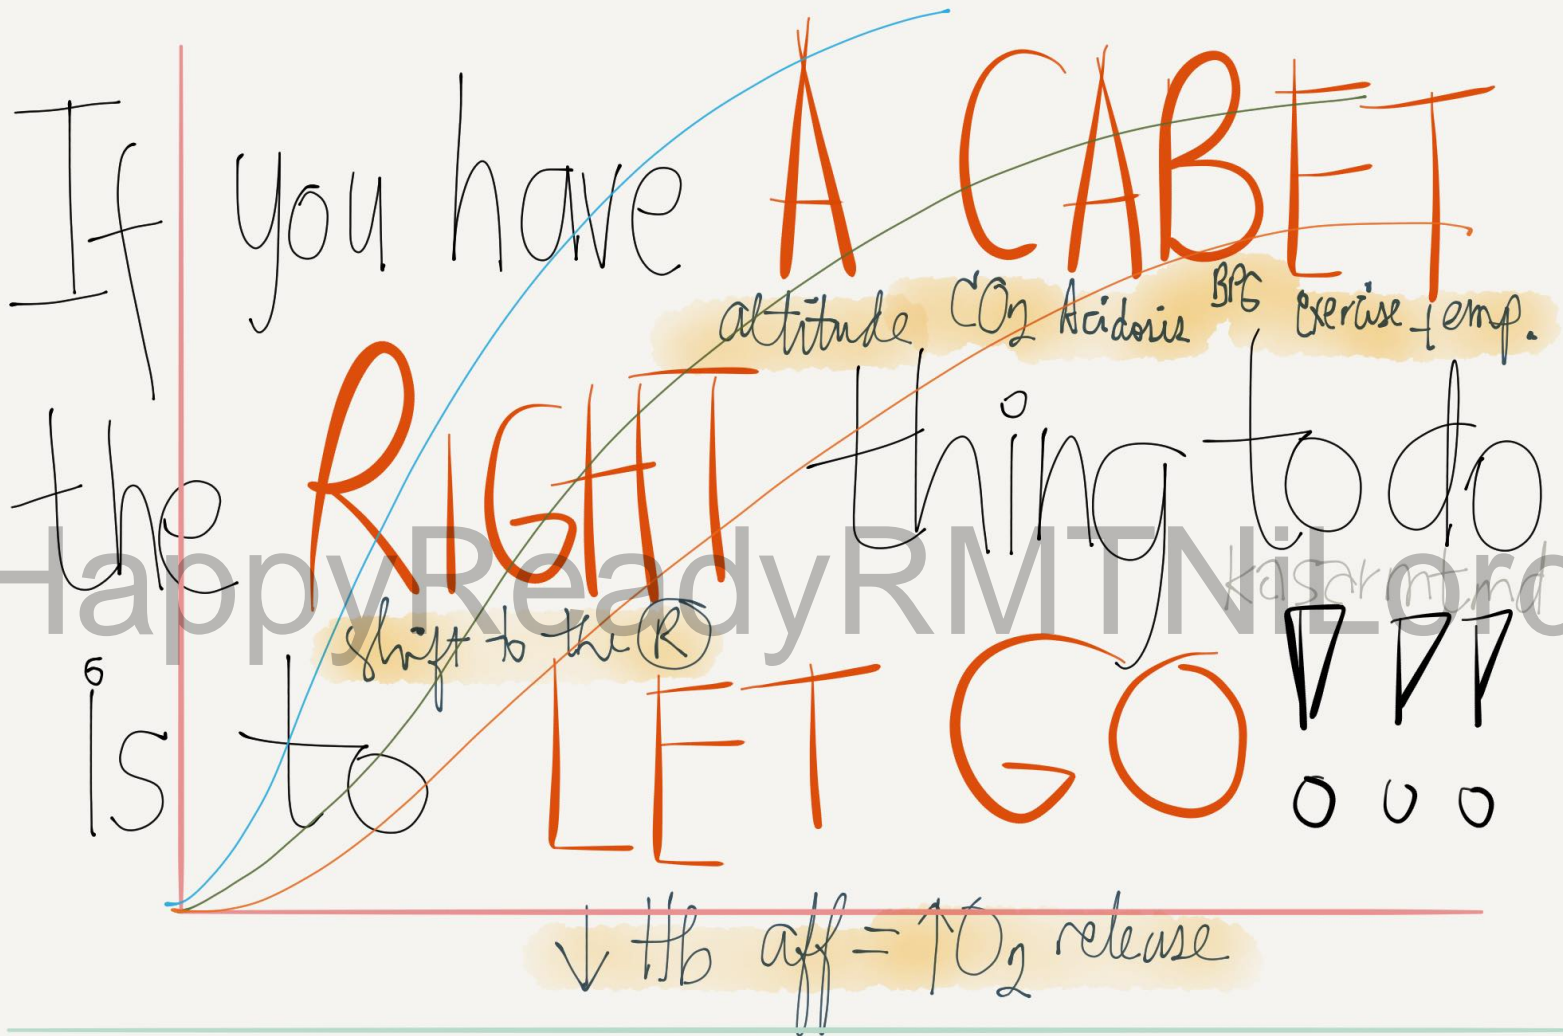 If you have A CABET
altitude CO2 Acidosis BPG Exercise temp.
the RIGHT thing to do
HappyReadyRMTNiLord
kaisarmtmd
shift to the R
is to LET GO!!!
↓ Hb aff = ↑O2 release